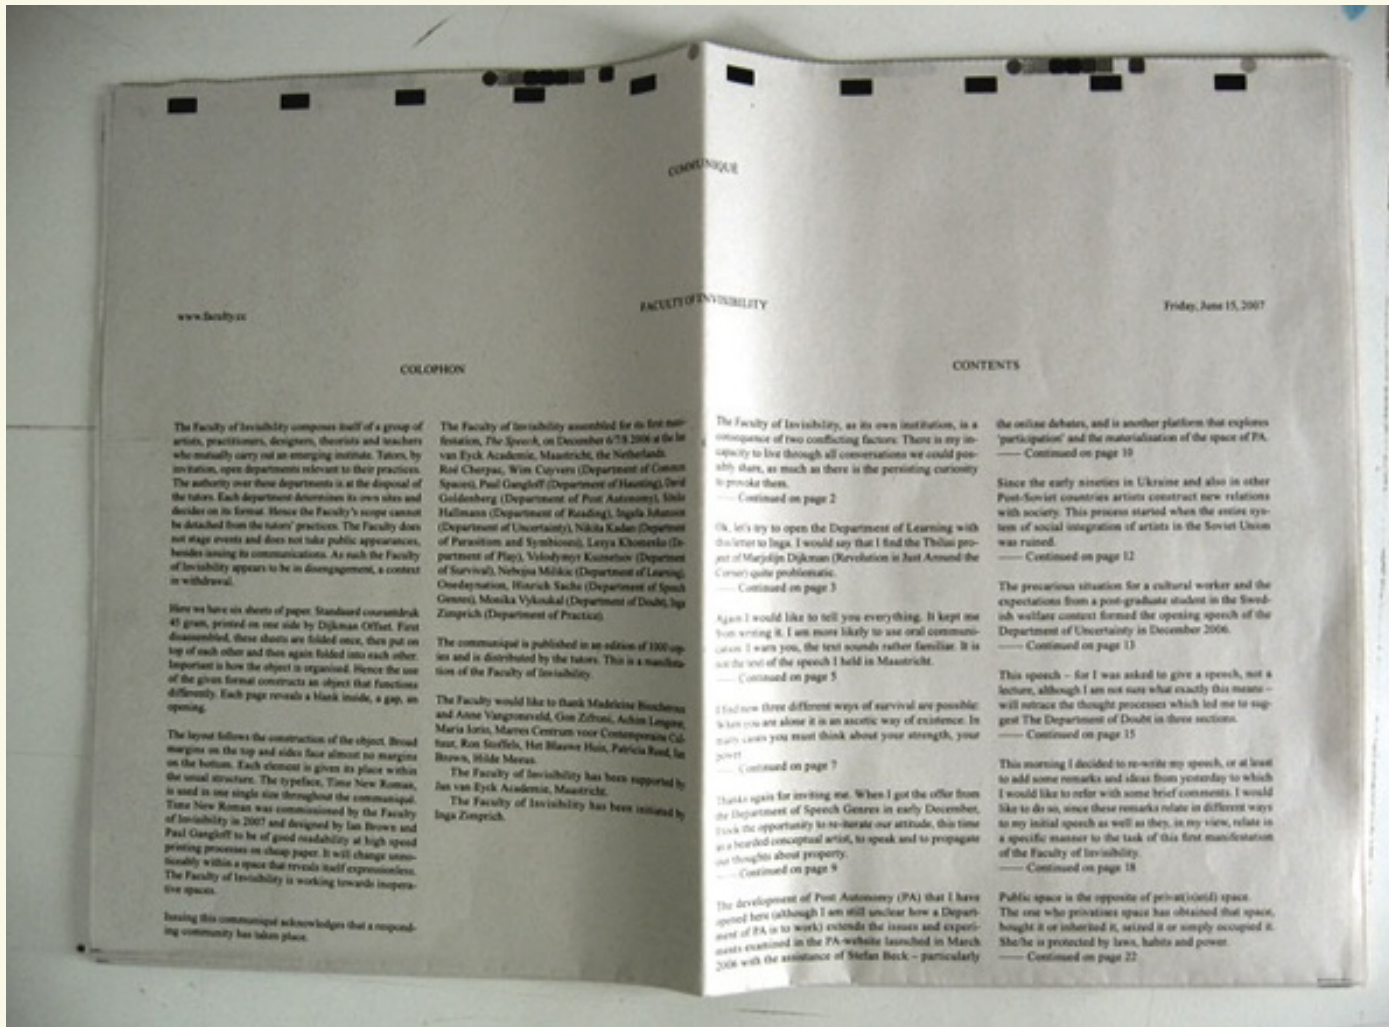 COMMUNIQUÉ
FACULTY OF INVISIBILITY
www.faculty.cc
Friday, June 15, 2007
COLOPHON
The Faculty of Invisibility composes itself of a group of
artists, practitioners, designers, theorists and teachers
who mutually carry out an emerging institute. Tutors, by
invitation, open departments relevant to their practices.
The authority over these departments is at the disposal of
the tutors. Each department determines its own sites and
decides on its format. Hence the Faculty's scope cannot
be detached from the tutors' practices. The Faculty does
not stage events and does not take public appearances,
besides issuing its communications. As such the Faculty
of Invisibility appears to be in disengagement, a context
in withdrawal.
Here we have six sheets of paper. Standaard courantdruk
45 gram, printed on one side by Dijkman Offset. First
disassembled, these sheets are folded once, then put on
top of each other and then again folded into each other.
Important is how the object is organised. Hence the use
of the given format constructs an object that functions
differently. Each page reveals a blank inside, a gap, an
opening.
The layout follows the construction of the object. Broad
margins on the top and sides face almost no margins
on the bottom. Each element is given its place within
the usual structure. The typeface, Time New Roman,
is used in one single size throughout the communiqué.
Time New Roman was commissioned by the Faculty
of Invisibility in 2007 and designed by Ian Brown and
Paul Gangloff to be of good readability at high speed
printing processes on cheap paper. It will change unno-
ticeably within a space that reveals itself expressionless.
The Faculty of Invisibility is working towards inopera-
tive spaces.
Issuing this communiqué acknowledges that a respond-
ing community has taken place.
The Faculty of Invisibility assembled for its first mani-
festation, The Speech, on December 6/7/8 2006 at the Jan
van Eyck Academie, Maastricht, the Netherlands.
Roé Cherpac, Wim Cuyvers (Department of Common
Spaces), Paul Gangloff (Department of Haunting), David
Goldenberg (Department of Post Autonomy), Sönke
Hallmann (Department of Reading), Ingela Johansson
(Department of Uncertainty), Nikita Kadan (Department
of Parasitism and Symbiosis), Lesya Khomenko (De-
partment of Play), Volodymyr Kuznetsov (Department
of Survival), Nebojsa Milikic (Department of Learning),
Onedaynation, Hinrich Sachs (Department of Speech
Genres), Monika Vykoukal (Department of Doubt), Inga
Zimprich (Department of Practice).
The communiqué is published in an edition of 1000 cop-
ies and is distributed by the tutors. This is a manifesta-
tion of the Faculty of Invisibility.
The Faculty would like to thank Madeleine Bisscheroux
and Anne Vangronsveld, Gon Zifroni, Achim Lengerer,
Maria Iorio, Marres Centrum voor Contemporaine Cul-
tuur, Ron Stoffels, Het Blauwe Huis, Patricia Reed, Ian
Brown, Hilde Meeus.
The Faculty of Invisibility has been supported by
Jan van Eyck Academie, Maastricht.
The Faculty of Invisibility has been initiated by
Inga Zimprich.
CONTENTS
The Faculty of Invisibility, as its own institution, is a
consequence of two conflicting factors: There is my in-
capacity to live through all conversations we could pos-
sibly share, as much as there is the persisting curiosity
to provoke them.
—— Continued on page 2
Ok, let's try to open the Department of Learning with
this letter to Inga. I would say that I find the Tbilisi pro-
ject of Marjolijn Dijkman (Revolution is Just Around the
Corner) quite problematic.
—— Continued on page 3
Again I would like to tell you everything. It kept me
from writing it. I am more likely to use oral communi-
cation. I warn you, the text sounds rather familiar. It is
not the text of the speech I held in Maastricht.
—— Continued on page 5
I find now three different ways of survival are possible:
When you are alone it is an ascetic way of existence. In
many cases you must think about your strength, your
power.
—— Continued on page 7
Thanks again for inviting me. When I got the offer from
the Department of Speech Genres in early December,
I took the opportunity to re-iterate our attitude, this time
as a bearded conceptual artist, to speak and to propagate
our thoughts about property.
—— Continued on page 9
The development of Post Autonomy (PA) that I have
opened here (although I am still unclear how a Depart-
ment of PA is to work) extends the issues and experi-
ments examined in the PA-website launched in March
2006 with the assistance of Stefan Beck – particularly
the online debates, and is another platform that explores
'participation' and the materialisation of the space of PA.
—— Continued on page 10
Since the early nineties in Ukraine and also in other
Post-Soviet countries artists construct new relations
with society. This process started when the entire sys-
tem of social integration of artists in the Soviet Union
was ruined.
—— Continued on page 12
The precarious situation for a cultural worker and the
expectations from a post-graduate student in the Swed-
ish welfare context formed the opening speech of the
Department of Uncertainty in December 2006.
—— Continued on page 13
This speech – for I was asked to give a speech, not a
lecture, although I am not sure what exactly this means –
will retrace the thought processes which led me to sug-
gest The Department of Doubt in three sections.
—— Continued on page 15
This morning I decided to re-write my speech, or at least
to add some remarks and ideas from yesterday to which
I would like to refer with some brief comments. I would
like to do so, since these remarks relate in different ways
to my initial speech as well as they, in my view, relate in
a specific manner to the task of this first manifestation
of the Faculty of Invisibility.
—— Continued on page 18
Public space is the opposite of privat(is(e)d) space.
The one who privatises space has obtained that space,
bought it or inherited it, seized it or simply occupied it.
She/he is protected by laws, habits and power.
—— Continued on page 22